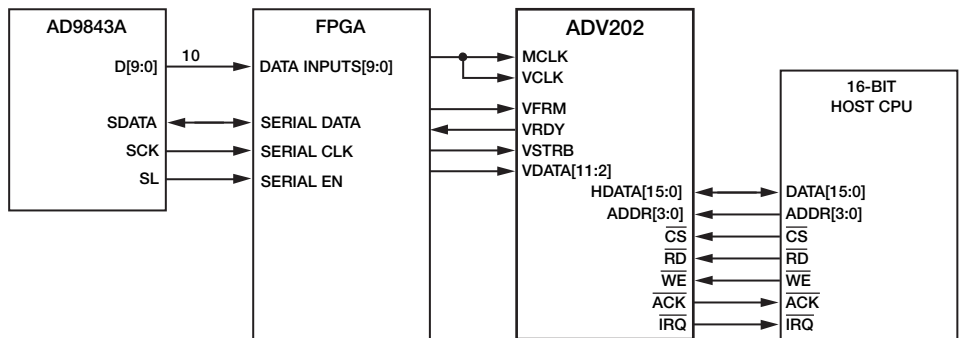 AD9843A
D[9:0]
SDATA
SCK
SL
10
FPGA
DATA INPUTS[9:0]
SERIAL DATA
SERIAL CLK
SERIAL EN
ADV202
MCLK
VCLK
VFRM
VRDY
VSTRB
VDATA[11:2]
HDATA[15:0]
ADDR[3:0]
CS
RD
WE
ACK
IRQ
16-BIT
HOST CPU
DATA[15:0]
ADDR[3:0]
CS
RD
WE
ACK
IRQ